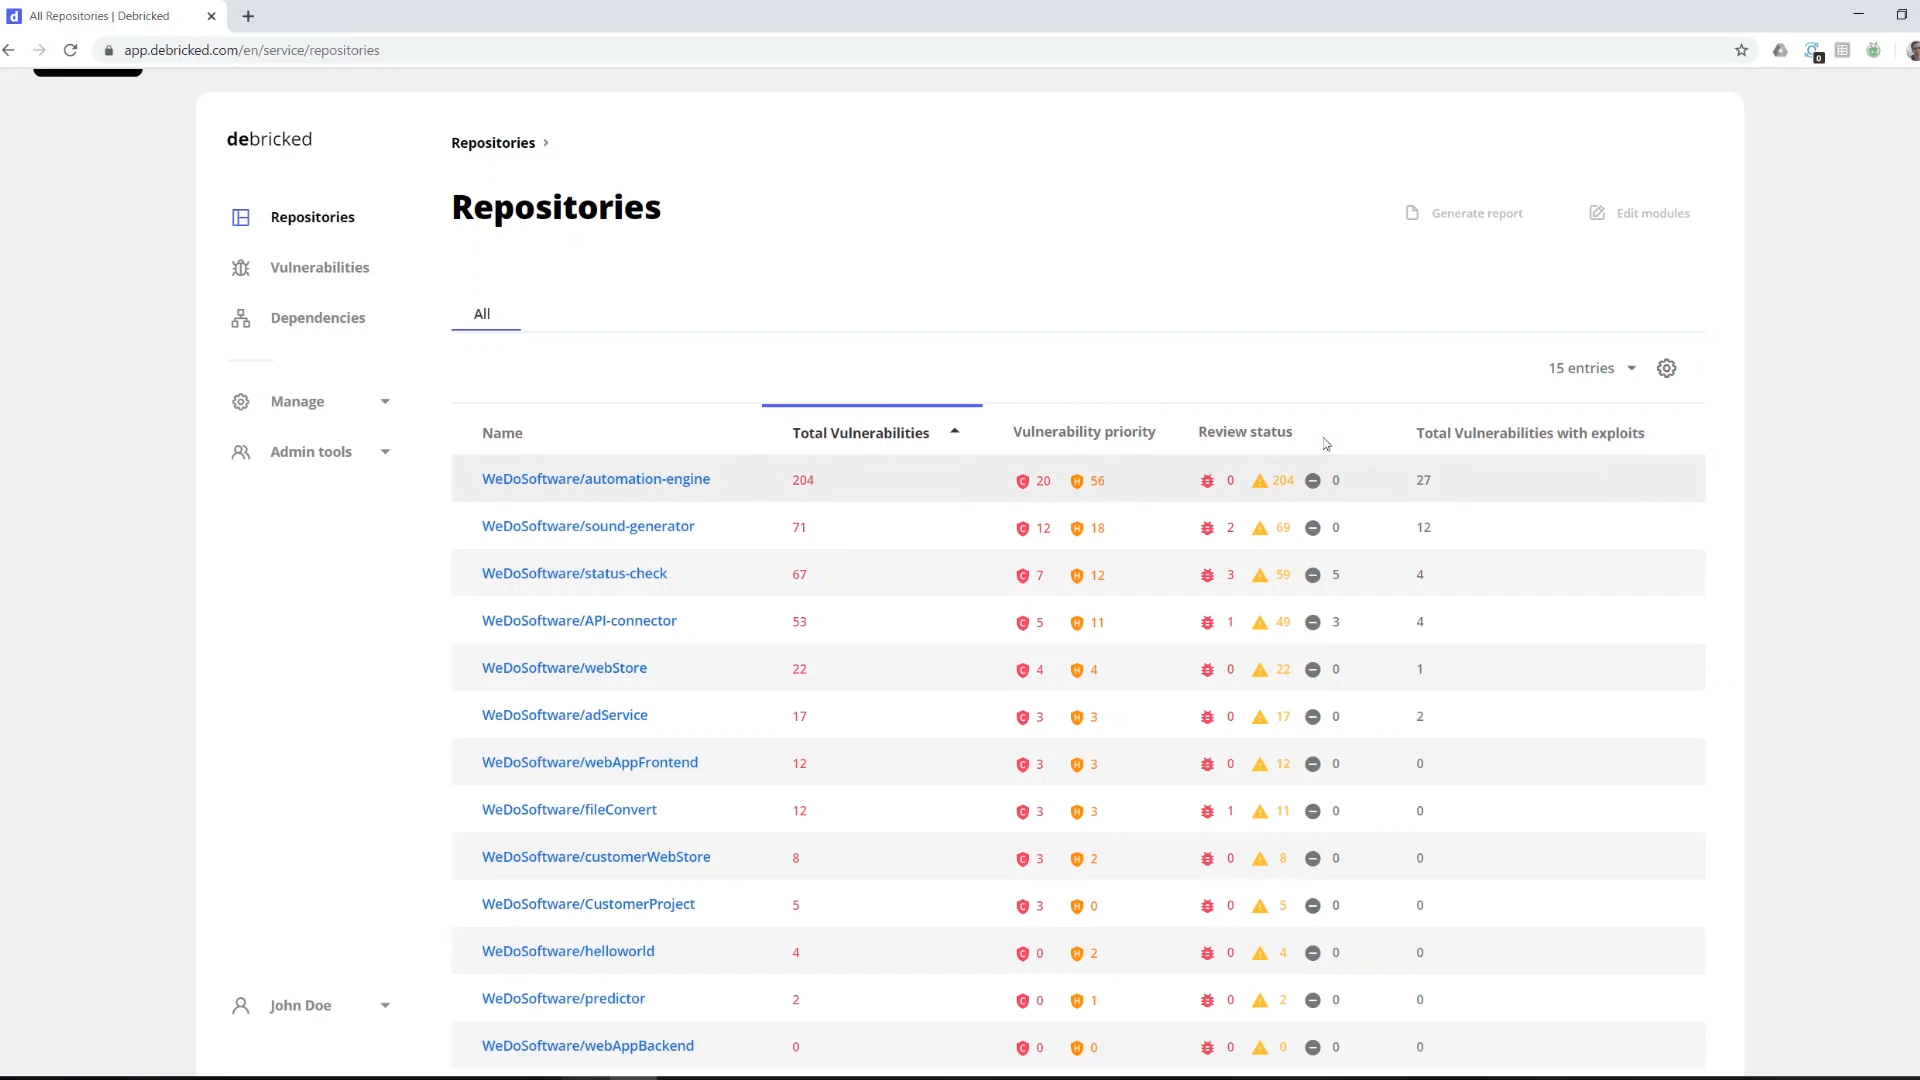 d All Repositories | Debricked
app.debricked.com/en/service/repositories
0
debricked
Repositories
Vulnerabilities
Dependencies
Manage
Admin tools
John Doe
Repositories
Repositories
Generate report
Edit modules
All
15 entries
Name Total Vulnerabilities Vulnerability priority Review status Total Vulnerabilities with exploits
WeDoSoftware/automation-engine 204 C 20 H 56 0 204 0 27
WeDoSoftware/sound-generator 71 C 12 H 18 2 69 0 12
WeDoSoftware/status-check 67 C 7 H 12 3 59 5 4
WeDoSoftware/API-connector 53 C 5 H 11 1 49 3 4
WeDoSoftware/webStore 22 C 4 H 4 0 22 0 1
WeDoSoftware/adService 17 C 3 H 3 0 17 0 2
WeDoSoftware/webAppFrontend 12 C 3 H 3 0 12 0 0
WeDoSoftware/fileConvert 12 C 3 H 3 1 11 0 0
WeDoSoftware/customerWebStore 8 C 3 H 2 0 8 0 0
WeDoSoftware/CustomerProject 5 C 3 H 0 0 5 0 0
WeDoSoftware/helloworld 4 C 0 H 2 0 4 0 0
WeDoSoftware/predictor 2 C 0 H 1 0 2 0 0
WeDoSoftware/webAppBackend 0 C 0 H 0 0 0 0 0